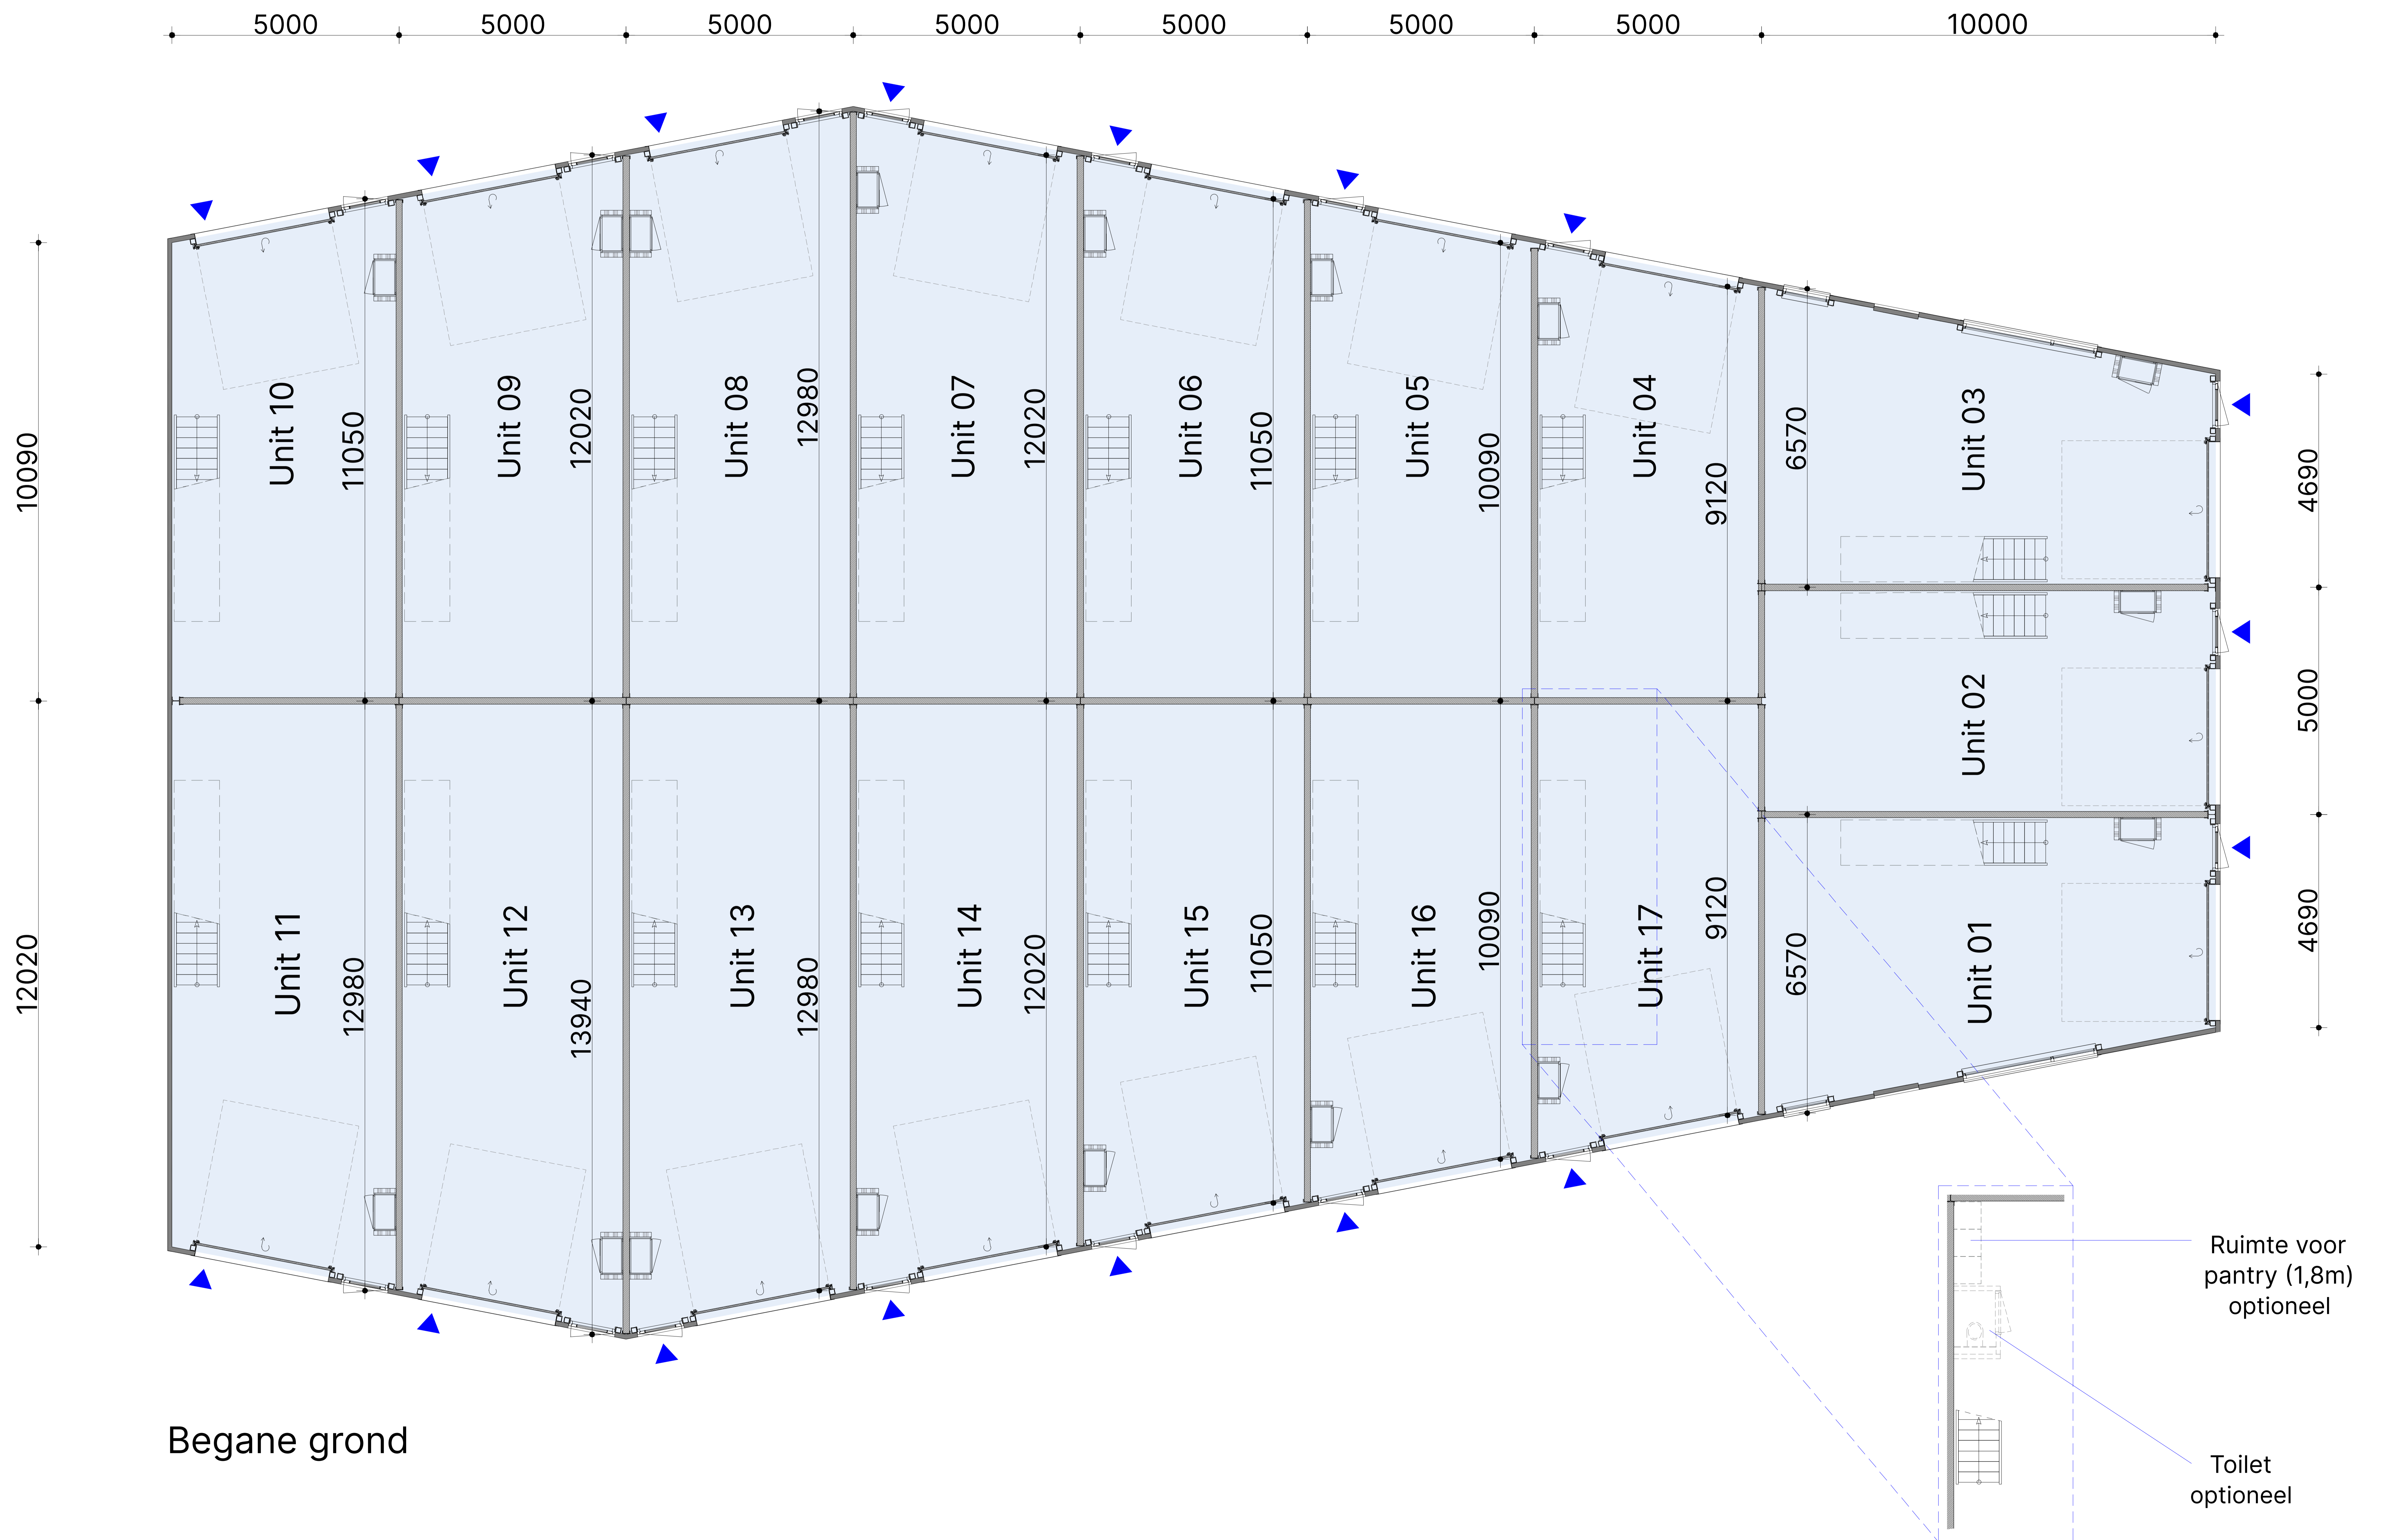 5000
5000
5000
5000
5000
5000
5000
10000
10090
12020
Unit 10
11050
Unit 09
12020
Unit 08
12980
Unit 07
12020
Unit 06
11050
Unit 05
10090
Unit 04
9120
6570
Unit 03
4690
Unit 02
5000
Unit 11
12980
Unit 12
13940
Unit 13
12980
Unit 14
12020
Unit 15
11050
Unit 16
10090
Unit 17
9120
6570
Unit 01
4690
Begane grond
Ruimte voor
pantry (1,8m)
optioneel
Toilet
optioneel